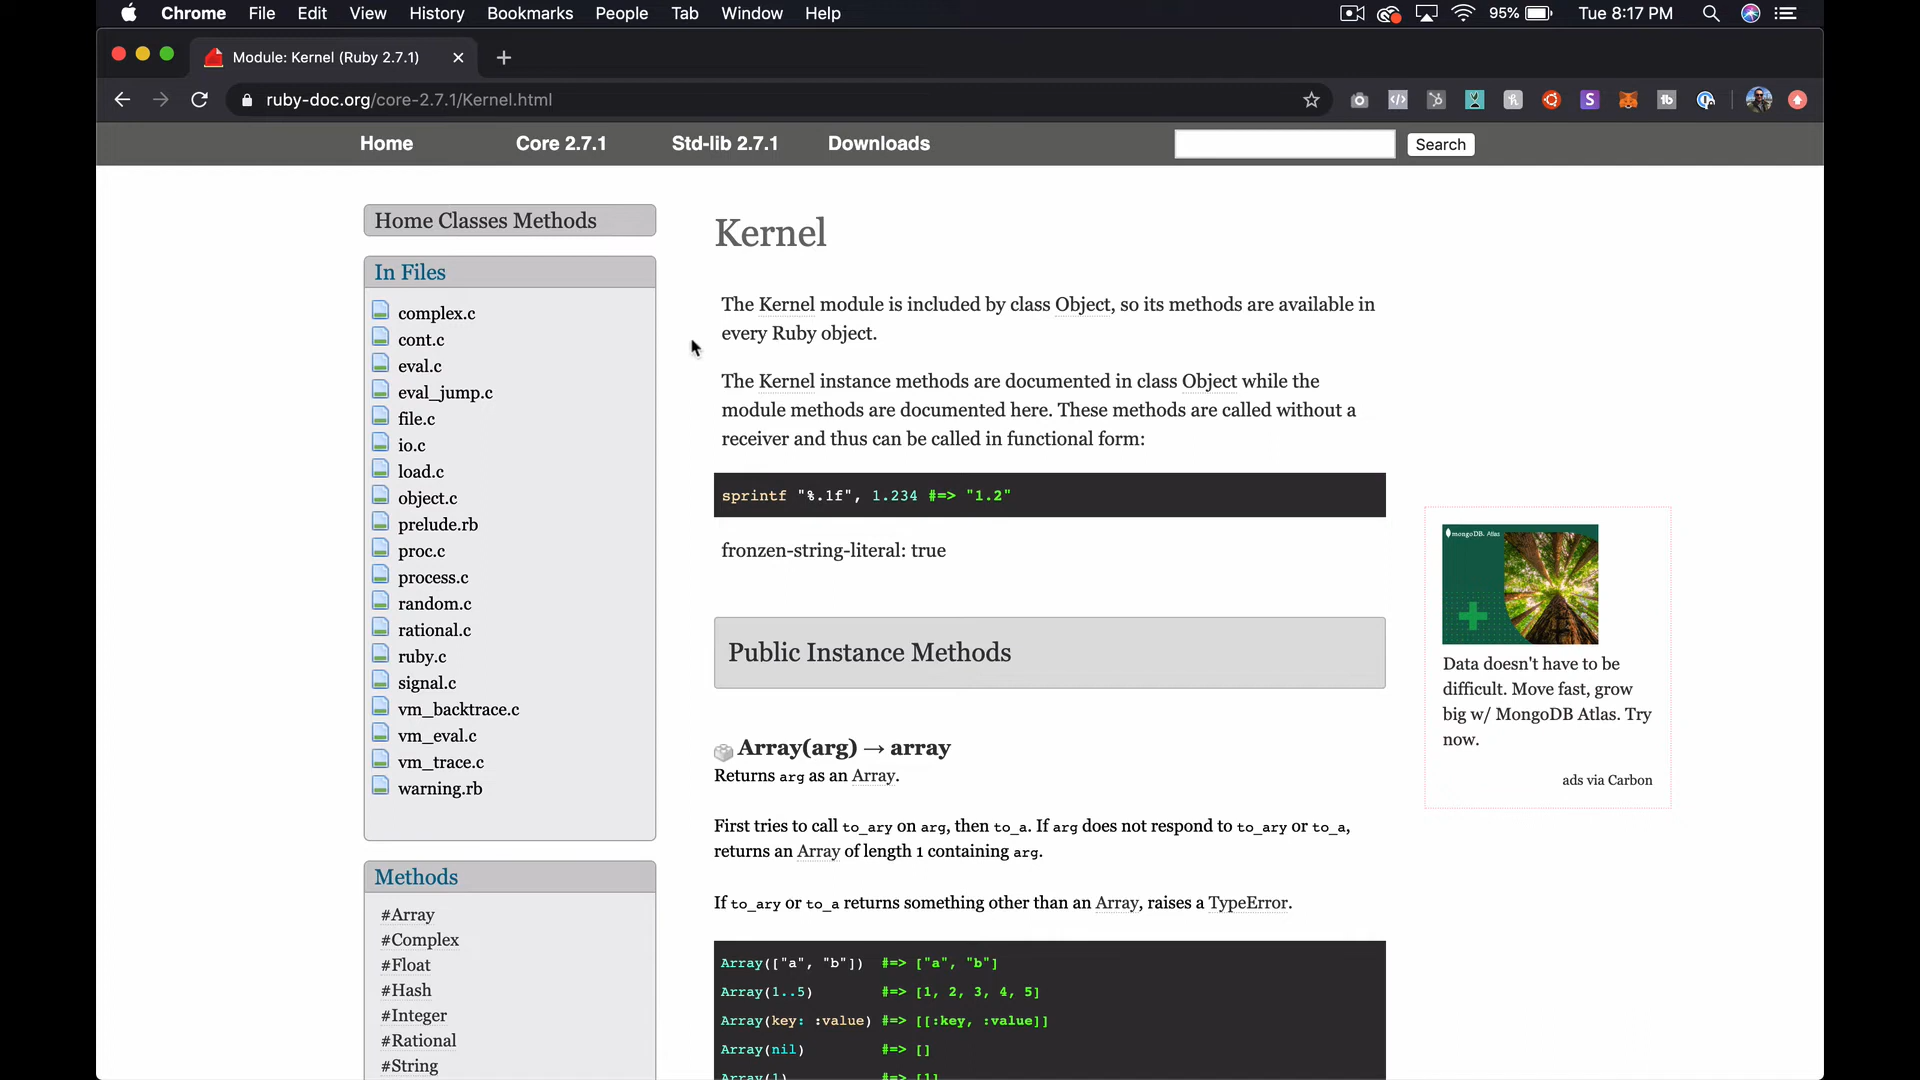 Chrome File Edit View History Bookmarks People Tab Window Help 95% Tue 8:17 PM
Module: Kernel (Ruby 2.7.1)
ruby-doc.org/core-2.7.1/Kernel.html
Home Core 2.7.1 Std-lib 2.7.1 Downloads Search
Home Classes Methods
In Files
complex.c
cont.c
eval.c
eval_jump.c
file.c
io.c
load.c
object.c
prelude.rb
proc.c
process.c
random.c
rational.c
ruby.c
signal.c
vm_backtrace.c
vm_eval.c
vm_trace.c
warning.rb
Methods
#Array
#Complex
#Float
#Hash
#Integer
#Rational
#String
Kernel
The Kernel module is included by class Object, so its methods are available in
every Ruby object.
The Kernel instance methods are documented in class Object while the
module methods are documented here. These methods are called without a
receiver and thus can be called in functional form:
sprintf "%.1f", 1.234 #=> "1.2"
fronzen-string-literal: true
Public Instance Methods
Array(arg) → array
Returns arg as an Array.
First tries to call to_ary on arg, then to_a. If arg does not respond to to_ary or to_a,
returns an Array of length 1 containing arg.
If to_ary or to_a returns something other than an Array, raises a TypeError.
Array(["a", "b"]) #=> ["a", "b"]
Array(1..5) #=> [1, 2, 3, 4, 5]
Array(key: :value) #=> [[:key, :value]]
Array(nil) #=> []
Array(1) #=> [1]
mongoDB. Atlas
Data doesn't have to be
difficult. Move fast, grow
big w/ MongoDB Atlas. Try
now.
ads via Carbon